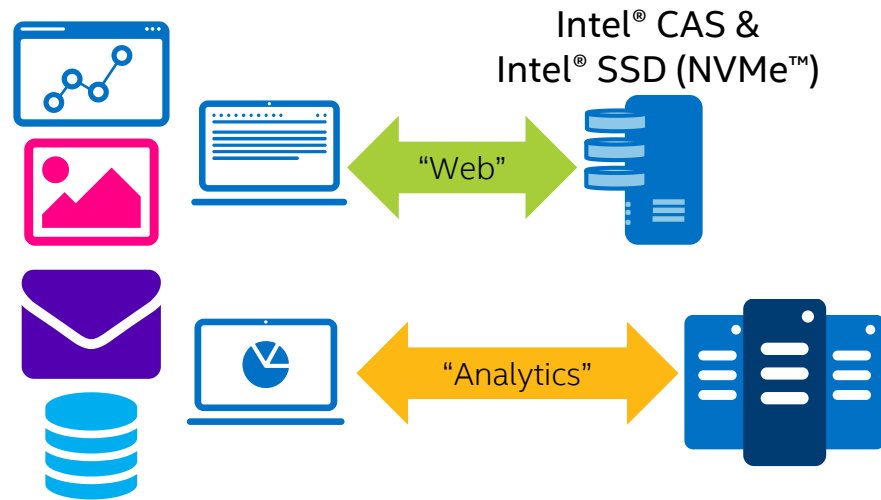 Intel® CAS &
Intel® SSD (NVMe™)
“Web”
“Analytics”